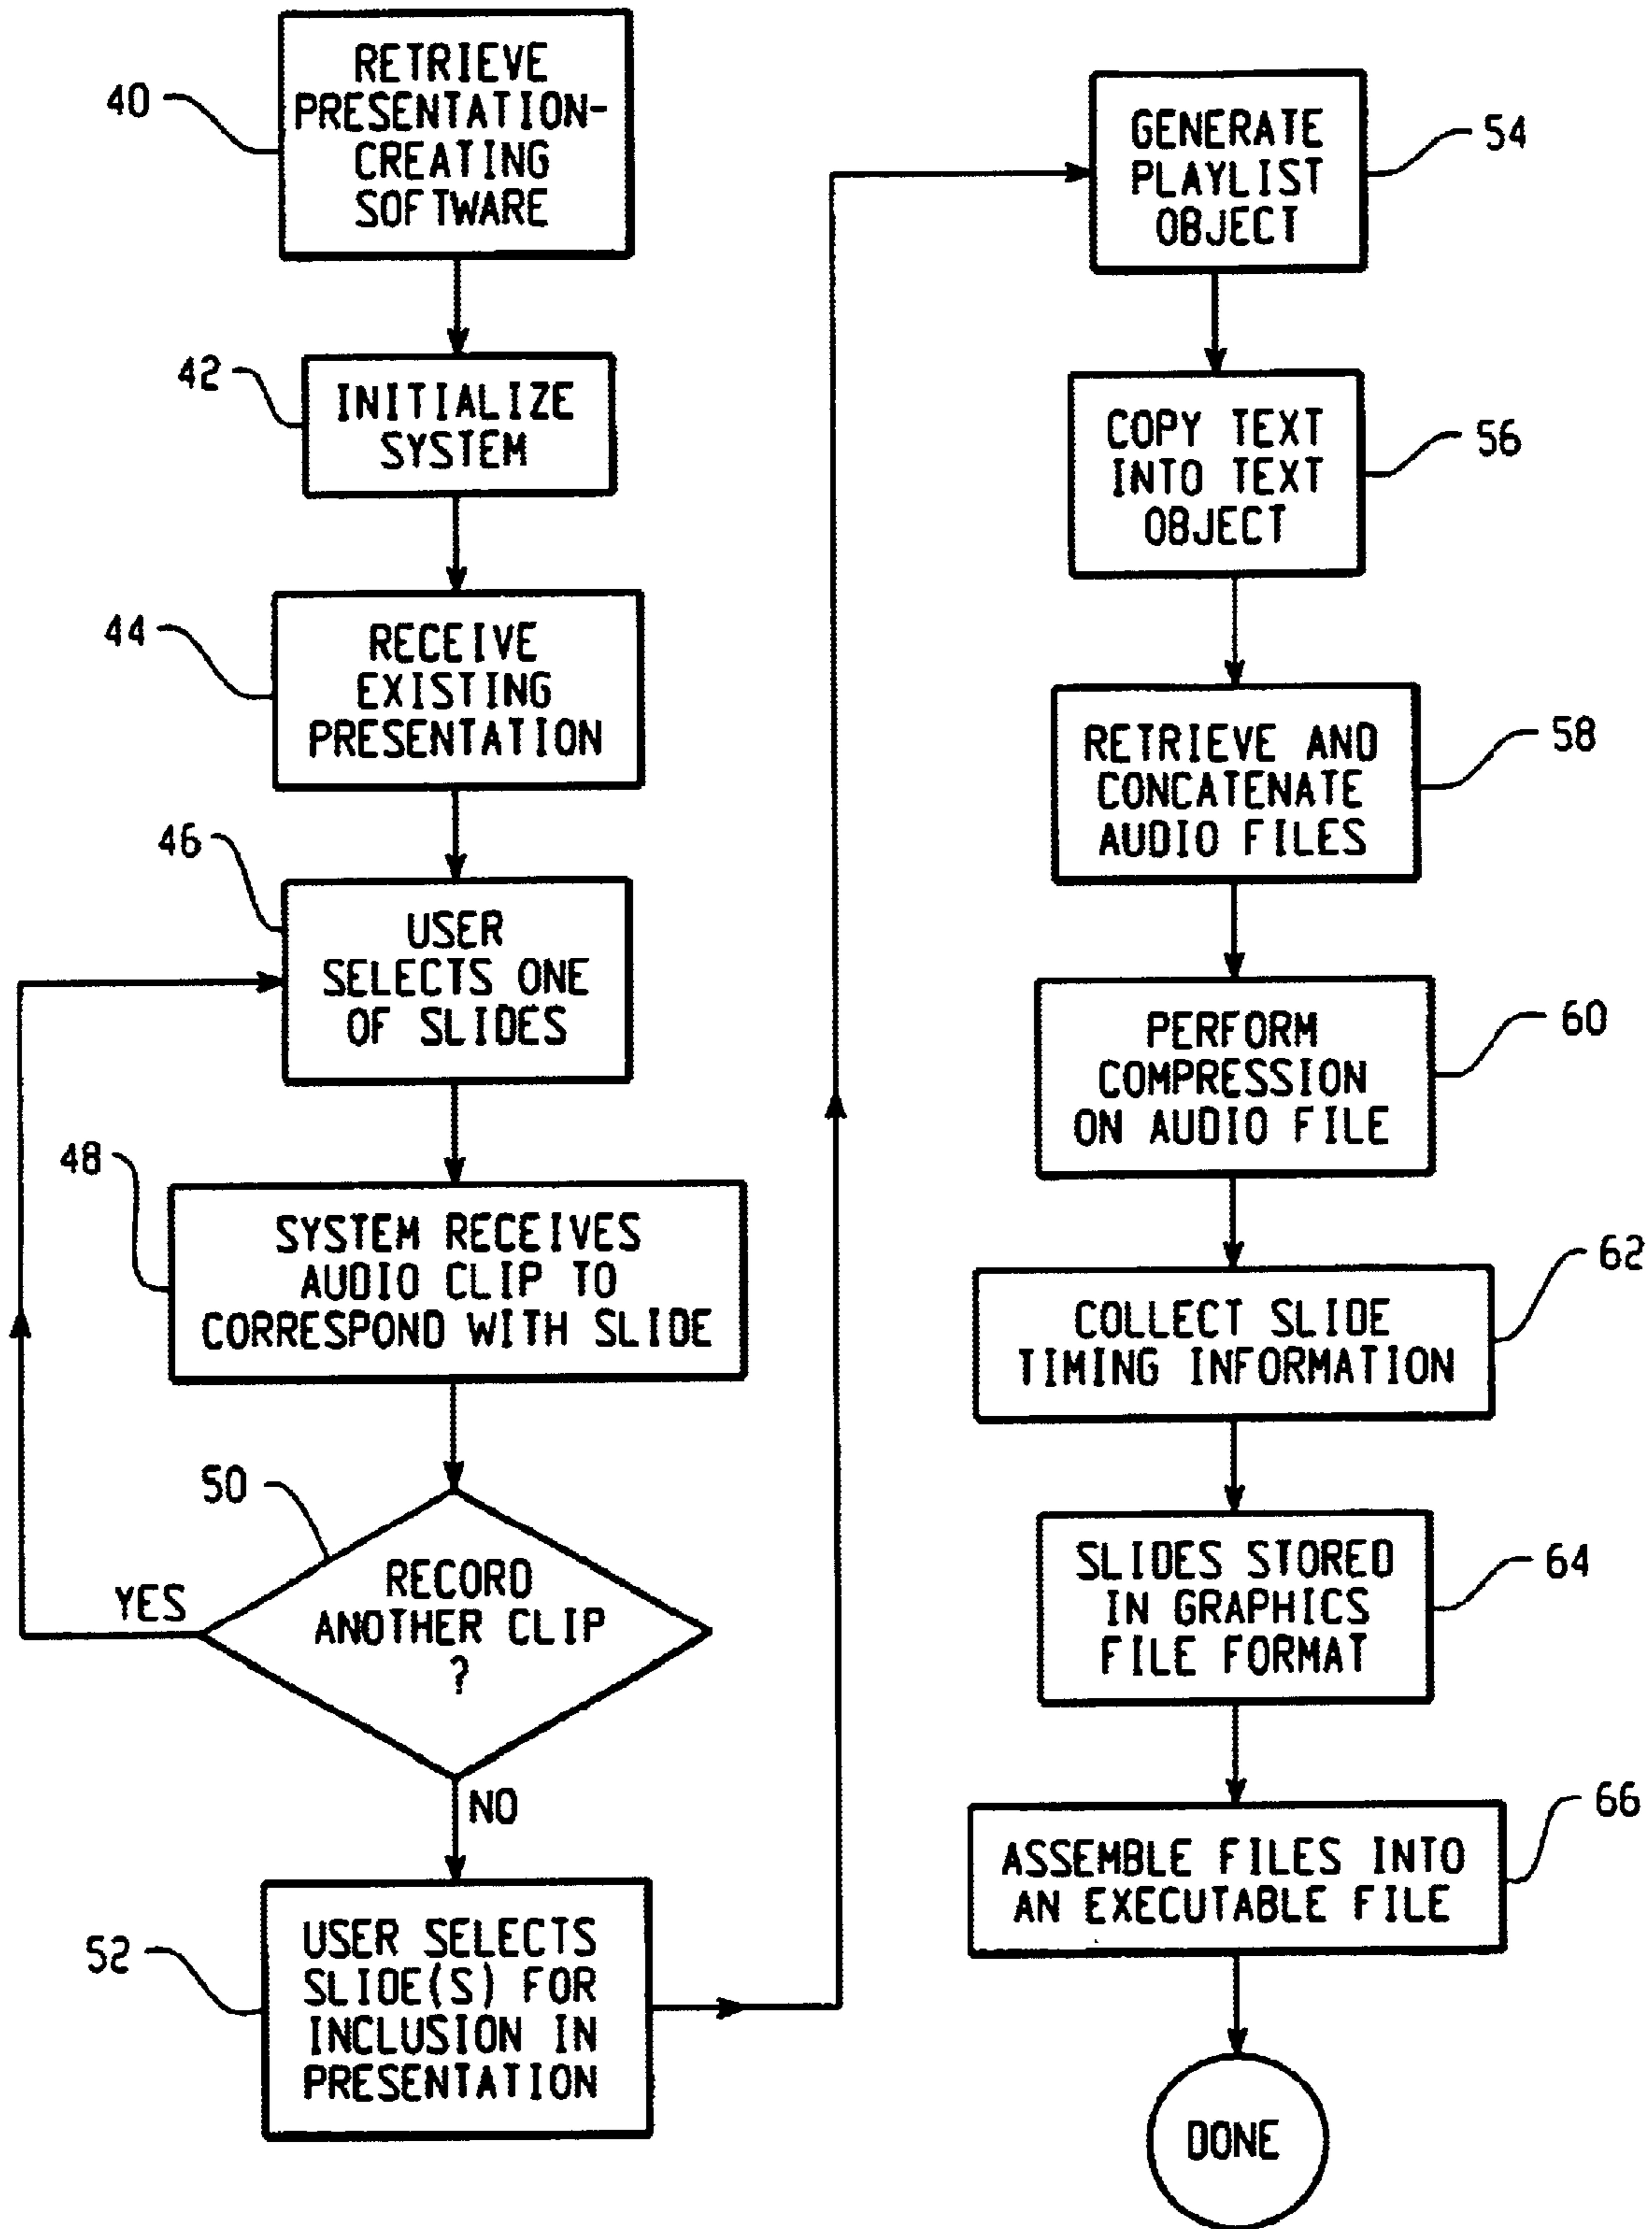 40
RETRIEVE
PRESENTATION-
CREATING
SOFTWARE
42
INITIALIZE
SYSTEM
44
RECEIVE
EXISTING
PRESENTATION
46
USER
SELECTS ONE
OF SLIDES
48
SYSTEM RECEIVES
AUDIO CLIP TO
CORRESPOND WITH SLIDE
50
RECORD
ANOTHER CLIP
?
YES
NO
52
USER SELECTS
SLIDE(S) FOR
INCLUSION IN
PRESENTATION
GENERATE
PLAYLIST
OBJECT
54
COPY TEXT
INTO TEXT
OBJECT
56
RETRIEVE AND
CONCATENATE
AUDIO FILES
58
PERFORM
COMPRESSION
ON AUDIO FILE
60
COLLECT SLIDE
TIMING INFORMATION
62
SLIDES STORED
IN GRAPHICS
FILE FORMAT
64
ASSEMBLE FILES INTO
AN EXECUTABLE FILE
66
DONE